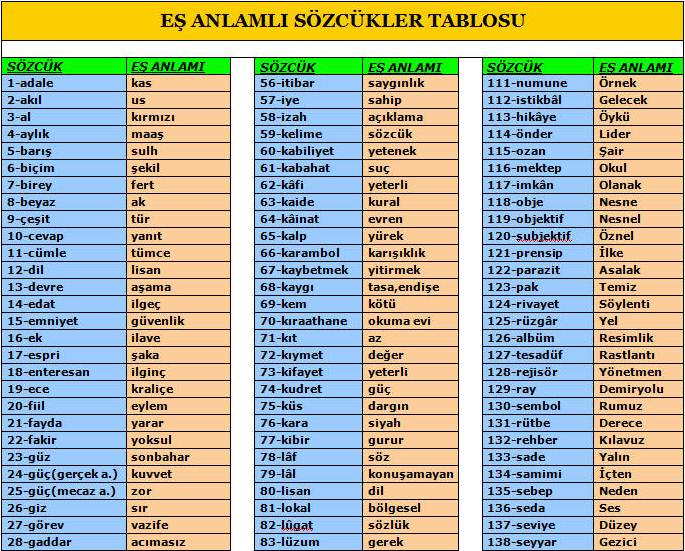 EŞ ANLAMLI SÖZCÜKLER TABLOSU
SÖZCÜK EŞ ANLAMI SÖZCÜK EŞ ANLAMI SÖZCÜK EŞ ANLAMI
1-adale kas 56-itibar saygınlık 111-numune Örnek
2-akıl us 57-iye sahip 112-istikbâl Gelecek
3-al kırmızı 58-izah açıklama 113-hikâye Öykü
4-aylık maaş 59-kelime sözcük 114-önder Lider
5-barış sulh 60-kabiliyet yetenek 115-ozan Şair
6-biçim şekil 61-kabahat suç 116-mektep Okul
7-birey fert 62-kâfi yeterli 117-imkân Olanak
8-beyaz ak 63-kaide kural 118-obje Nesne
9-çeşit tür 64-kâinat evren 119-objektif Nesnel
10-cevap yanıt 65-kalp yürek 120-subjektif Öznel
11-cümle tümce 66-karambol karışıklık 121-prensip İlke
12-dil lisan 67-kaybetmek yitirmek 122-parazit Asalak
13-devre aşama 68-kaygı tasa,endişe 123-pak Temiz
14-edat ilgeç 69-kem kötü 124-rivayet Söylenti
15-emniyet güvenlik 70-kıraathane okuma evi 125-rüzgâr Yel
16-ek ilave 71-kıt az 126-albüm Resimlik
17-espri şaka 72-kıymet değer 127-tesadüf Rastlantı
18-enteresan ilginç 73-kifayet yeterli 128-rejisör Yönetmen
19-ece kraliçe 74-kudret güç 129-ray Demiryolu
20-fiil eylem 75-küs dargın 130-sembol Rumuz
21-fayda yarar 76-kara siyah 131-rütbe Derece
22-fakir yoksul 77-kibir gurur 132-rehber Kılavuz
23-güz sonbahar 78-lâf söz 133-sade Yalın
24-güç(gerçek a.) kuvvet 79-lâl konuşamayan 134-samimi İçten
25-güç(mecaz a.) zor 80-lisan dil 135-sebep Neden
26-giz sır 81-lokal bölgesel 136-seda Ses
27-görev vazife 82-lûgat sözlük 137-seviye Düzey
28-gaddar acımasız 83-lüzum gerek 138-seyyar Gezici